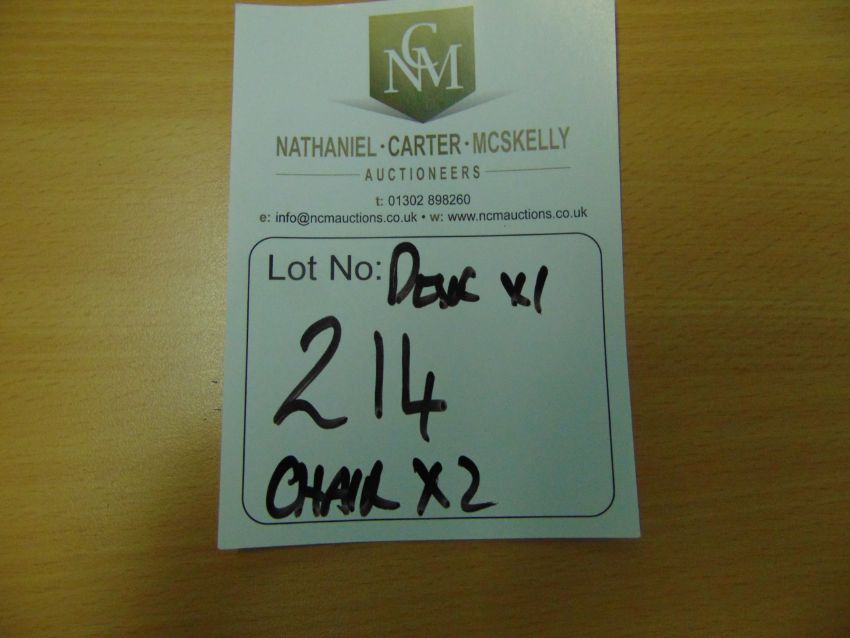 NCM
NATHANIEL · CARTER · MCSKELLY
AUCTIONEERS
t: 01302 898260
e: info@ncmauctions.co.uk • w: www.ncmauctions.co.uk
Lot No: DESK X1
214
CHAIR X2